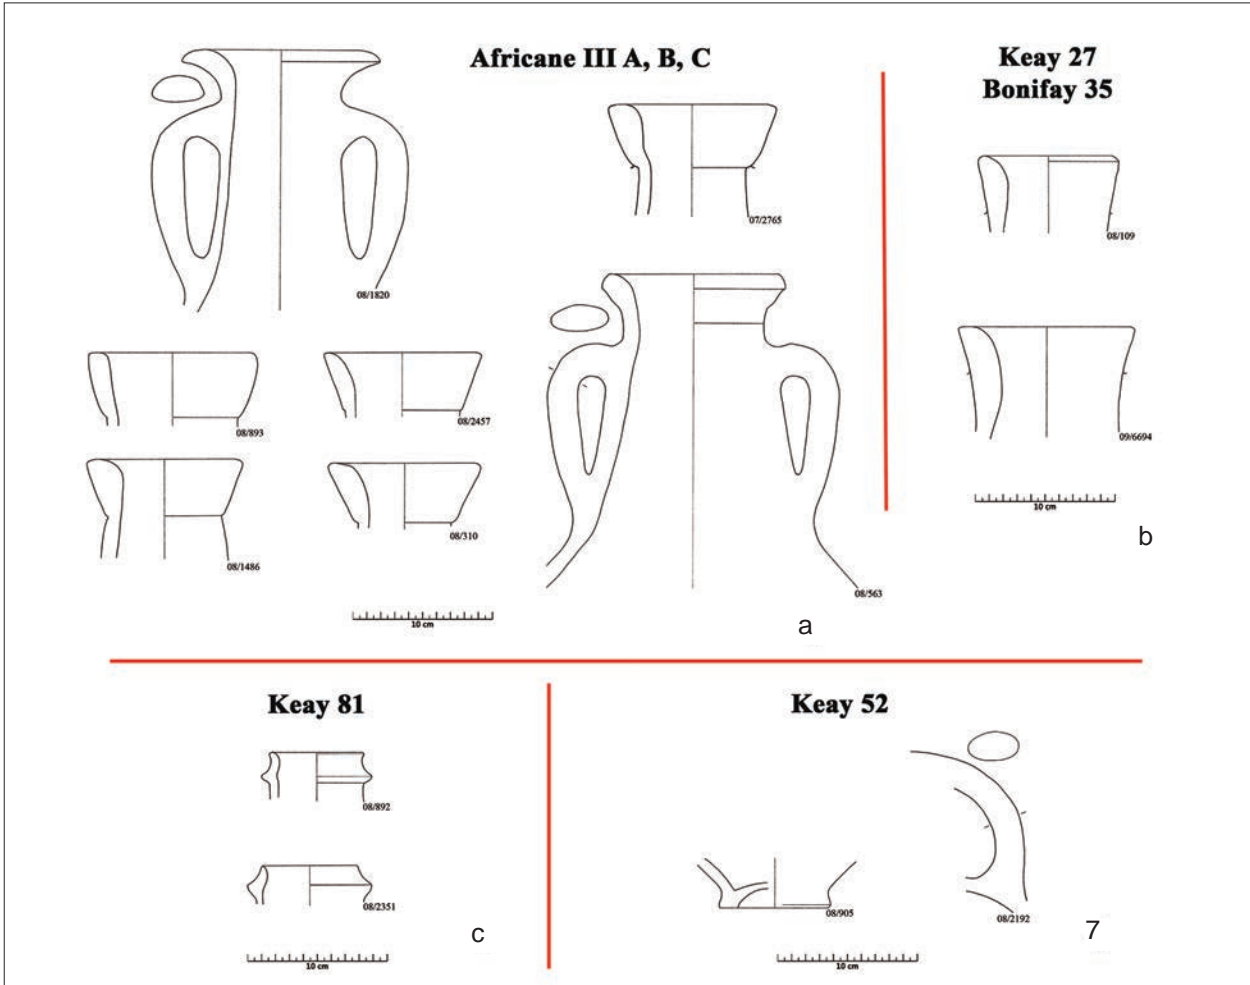 Africane III A, B, C
08/1820
07/2765
08/893
08/2457
08/1486
08/310
08/563
10 cm
a
Keay 27
Bonifay 35
08/109
09/6694
10 cm
b
Keay 81
08/892
08/2351
10 cm
c
Keay 52
08/905
08/2192
10 cm
7